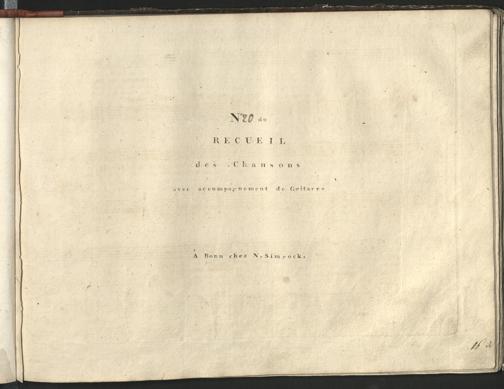 Nº 20 du
RECUEIL
des Chansons
avec accompagnement de Guitarre
A Bonn chez N. Simrock.